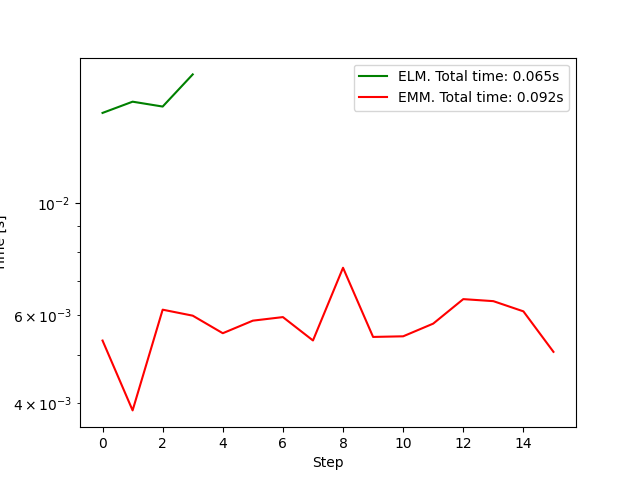 ELM. Total time: 0.065s
EMM. Total time: 0.092s
10⁻²
6 × 10⁻³
4 × 10⁻³
0 2 4 6 8 10 12 14
Step